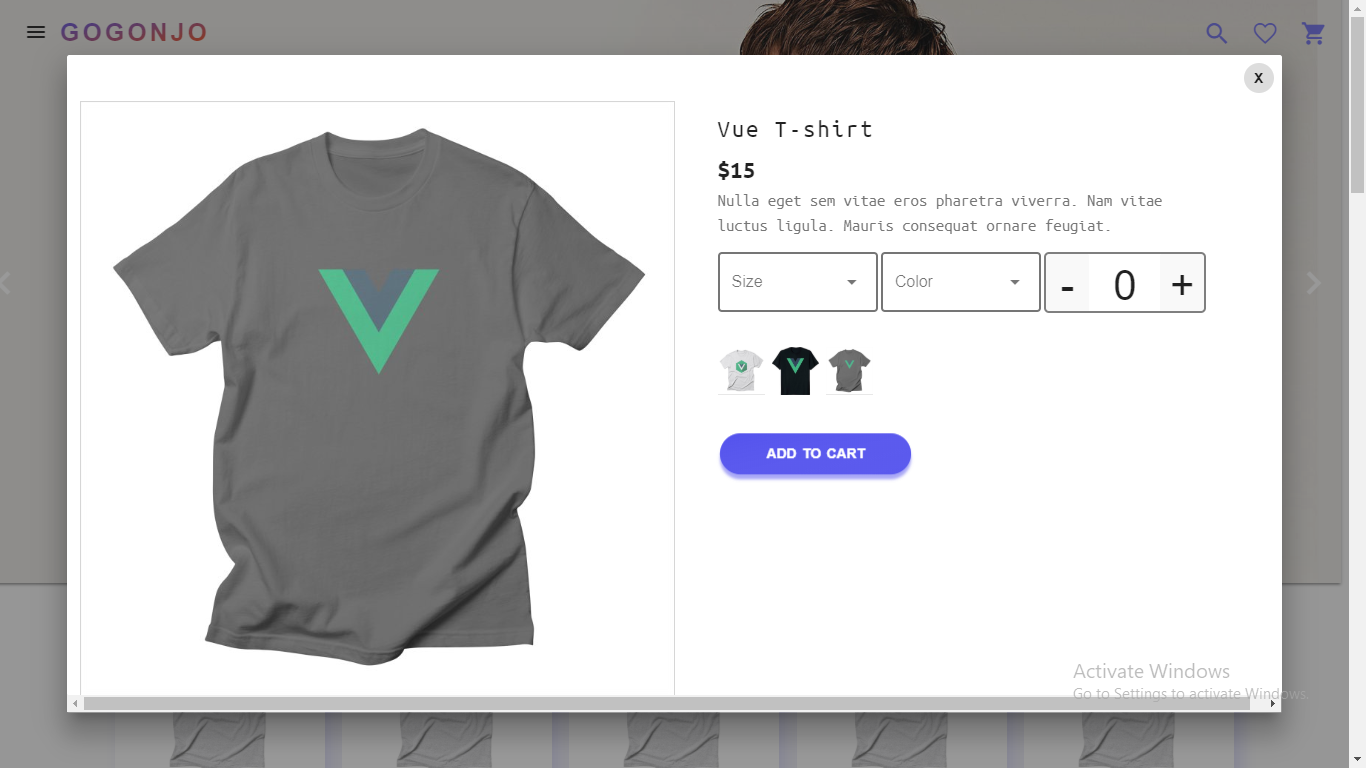 GOGONJO
X
Vue T-shirt
$15
Nulla eget sem vitae eros pharetra viverra. Nam vitae
luctus ligula. Mauris consequat ornare feugiat.
Size Color - 0 +
ADD TO CART
Activate Windows
Go to Settings to activate Windows.